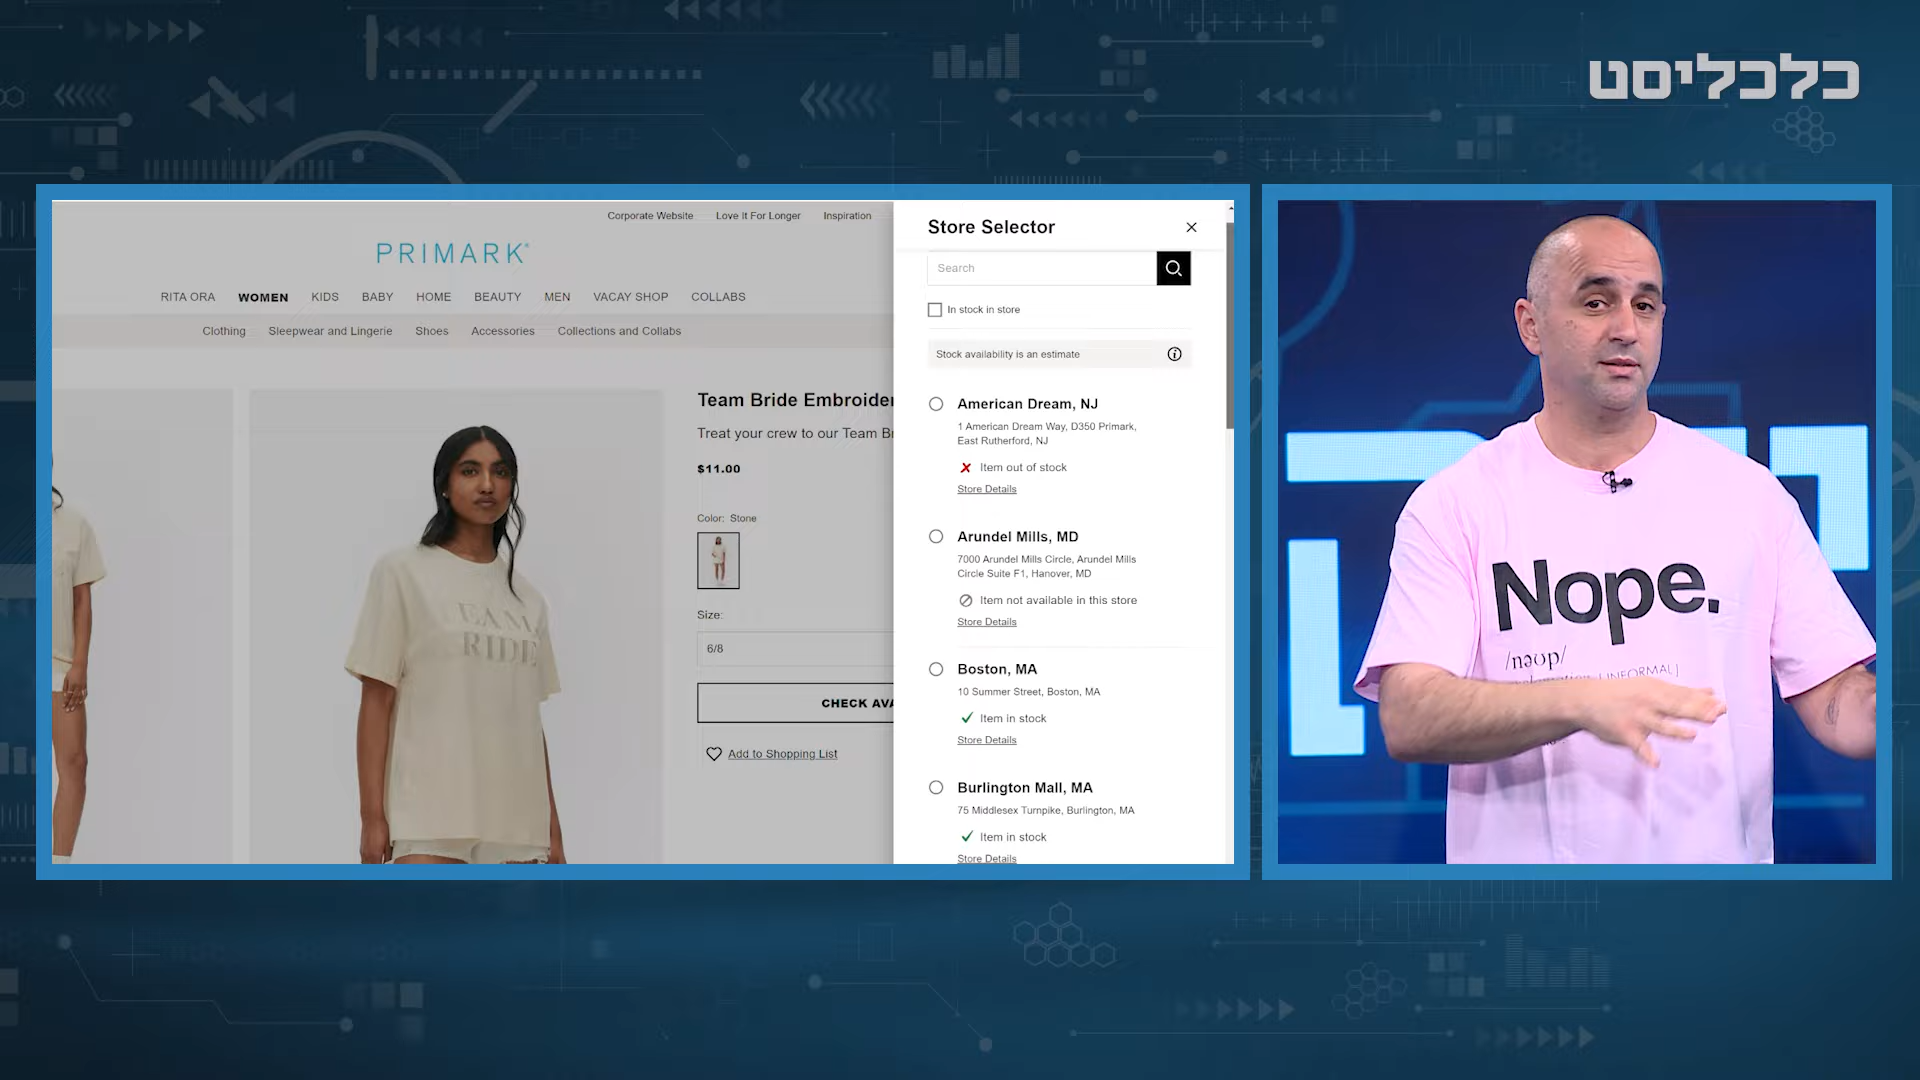 כלכליסט
Corporate Website Love It For Longer Inspiration
PRIMARK
RITA ORA WOMEN KIDS BABY HOME BEAUTY MEN VACAY SHOP COLLABS
Clothing Sleepwear and Lingerie Shoes Accessories Collections and Collabs
Team Bride Embroider
Treat your crew to our Team B
$11.00
Color: Stone
Size:
6/8
CHECK AVA
Add to Shopping List
EAM
RIDE
Store Selector
Search
In stock in store
Stock availability is an estimate
American Dream, NJ
1 American Dream Way, D350 Primark,
East Rutherford, NJ
Item out of stock
Store Details
Arundel Mills, MD
7000 Arundel Mills Circle, Arundel Mills
Circle Suite F1, Hanover, MD
Item not available in this store
Store Details
Boston, MA
10 Summer Street, Boston, MA
Item in stock
Store Details
Burlington Mall, MA
75 Middlesex Turnpike, Burlington, MA
Item in stock
Store Details
Nope.
/nəʊp/
INFORMAL]